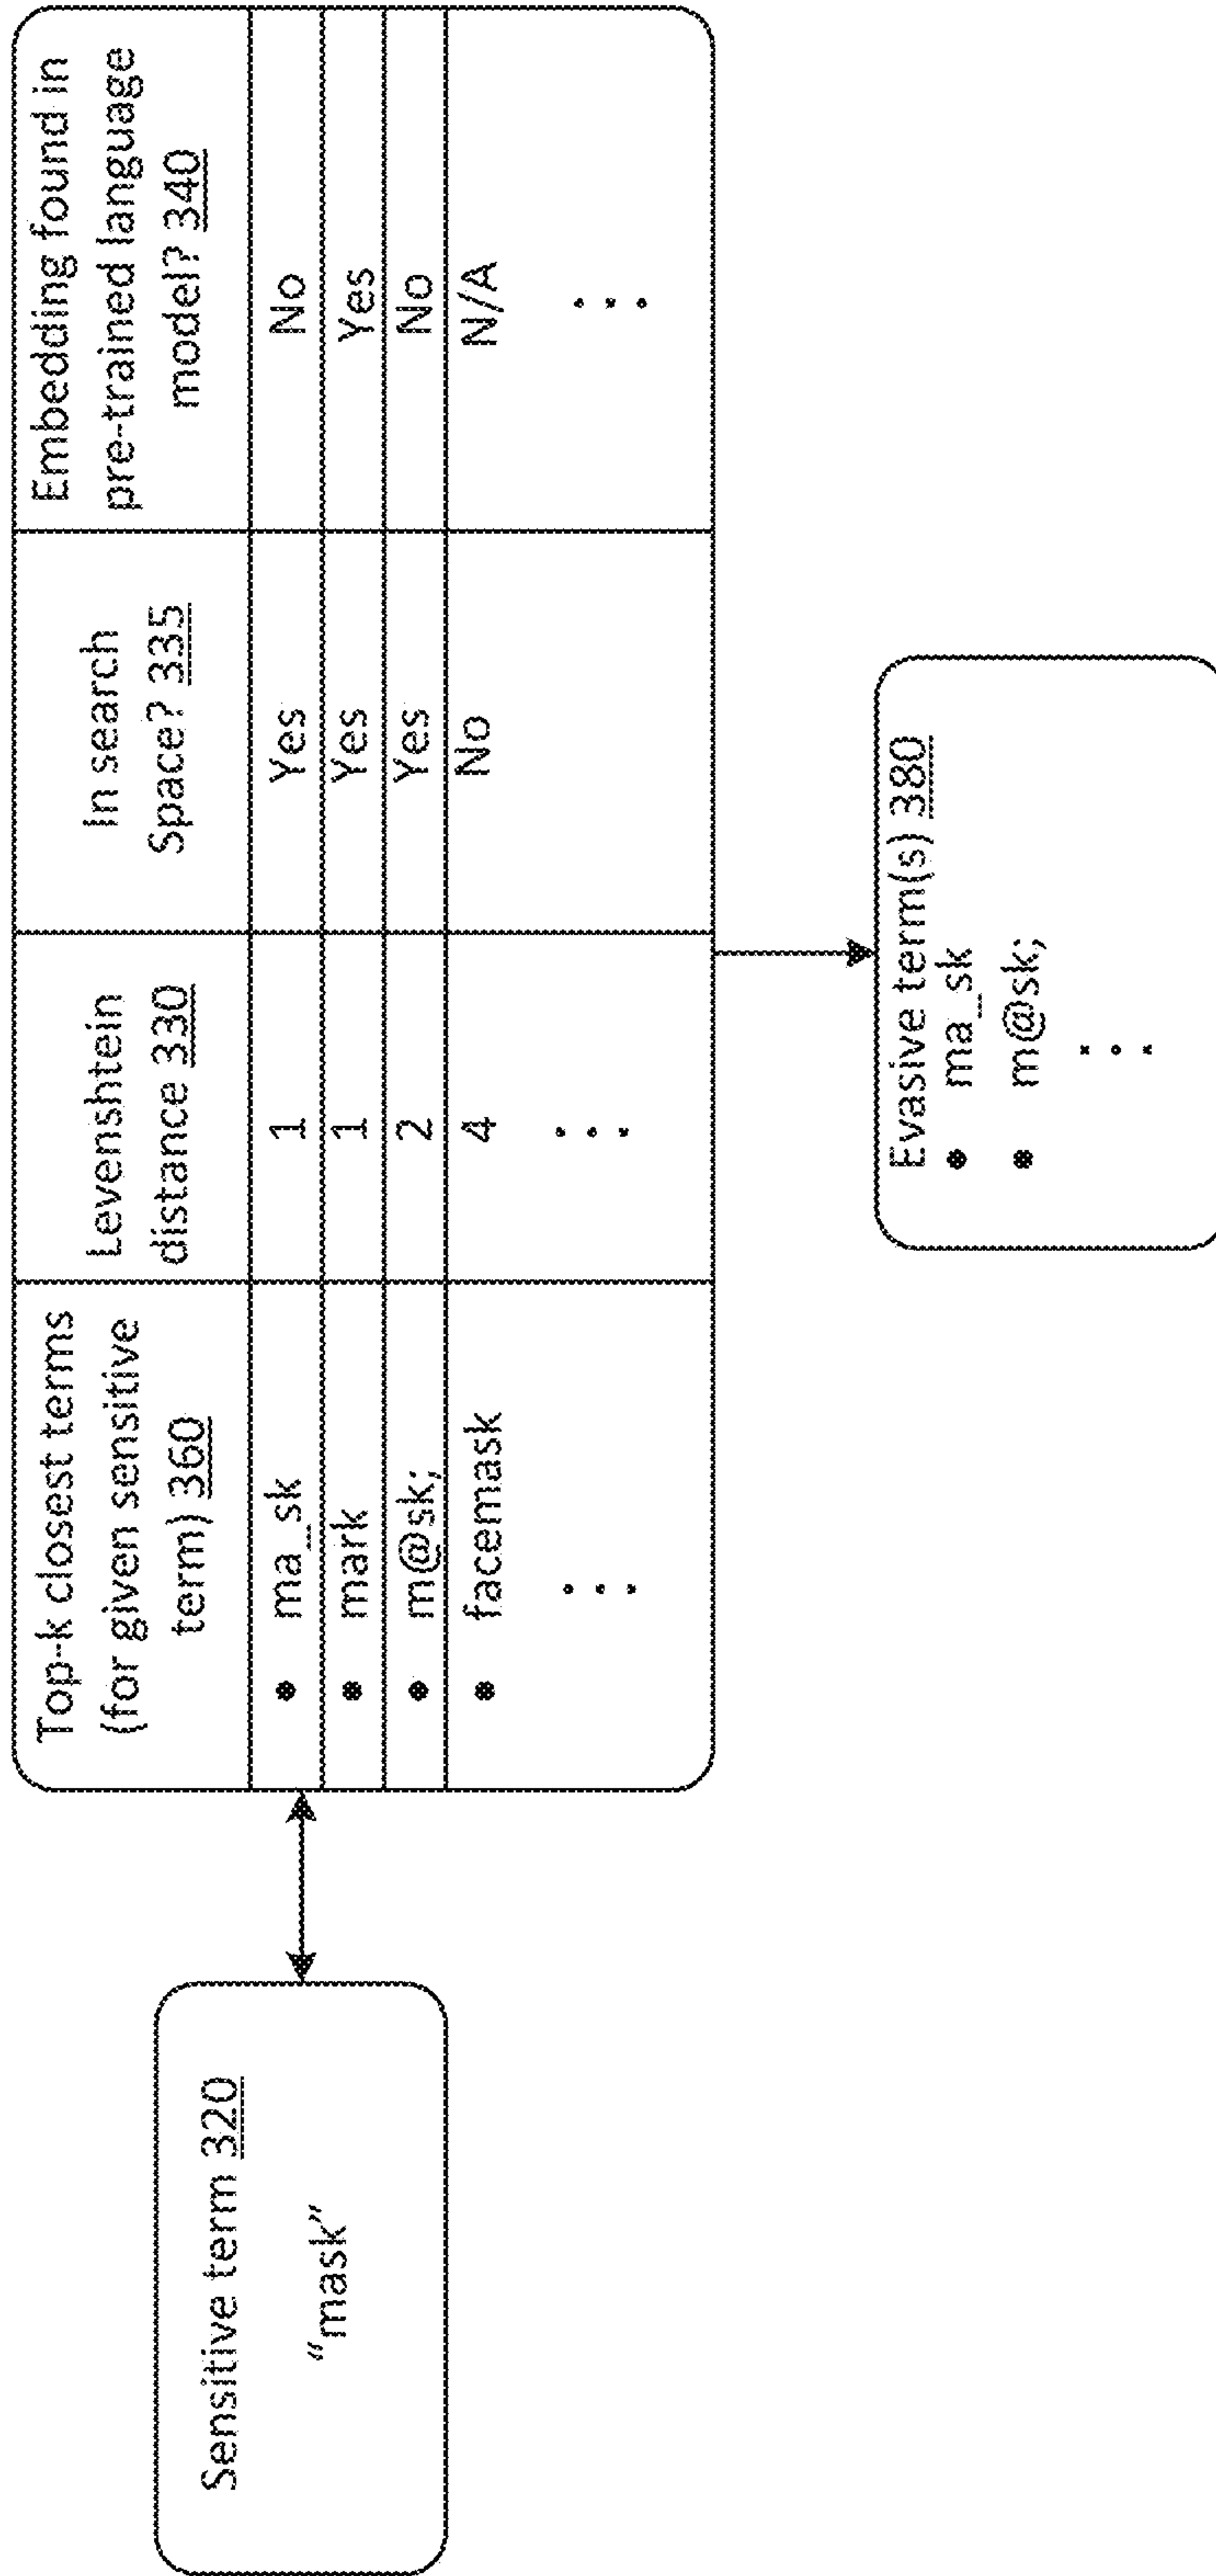 Sensitive term 320
“mask”
Top-k closest terms
(for given sensitive
term) 360
Levenshtein
distance 330
In search
Space? 335
Embedding found in
pre-trained language
model? 340
• ma_sk 1 Yes No
• mark 1 Yes Yes
• m@sk; 2 Yes No
• facemask 4 No N/A
Evasive term(s) 380
• ma_sk
• m@sk;